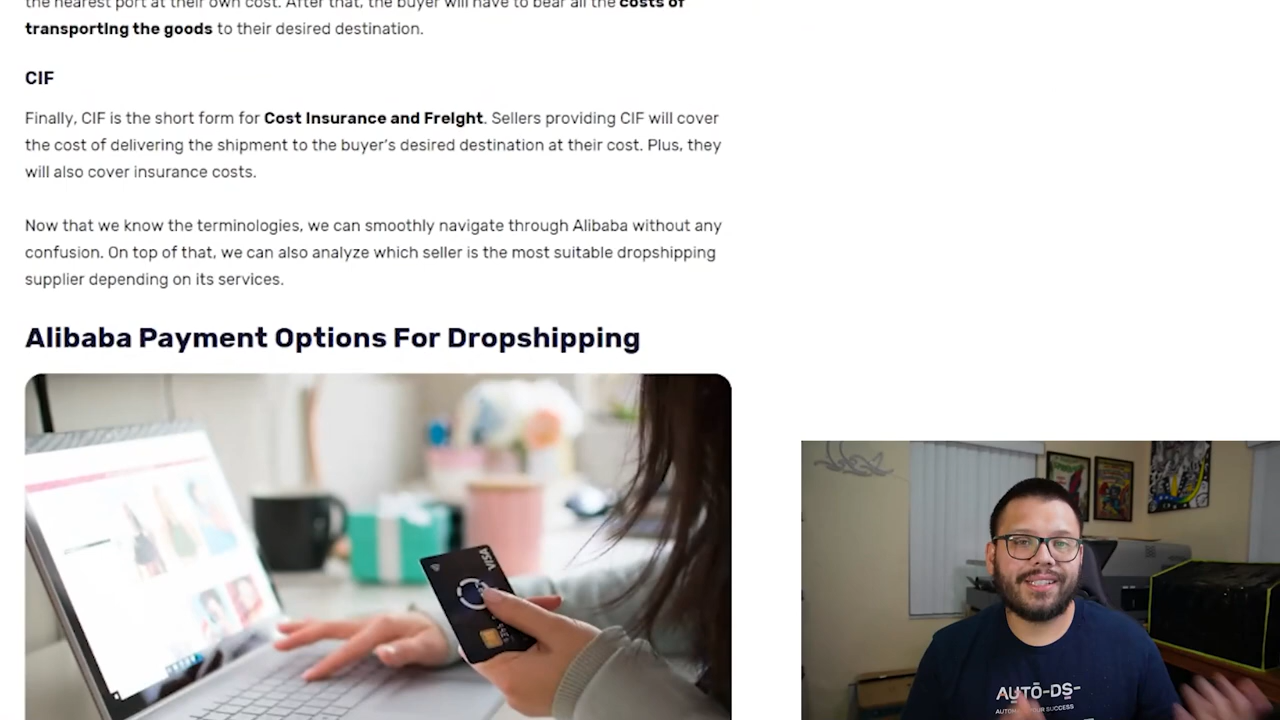 the nearest port at their own cost. After that, the buyer will have to bear all the costs of
transporting the goods to their desired destination.
CIF
Finally, CIF is the short form for Cost Insurance and Freight. Sellers providing CIF will cover
the cost of delivering the shipment to the buyer's desired destination at their cost. Plus, they
will also cover insurance costs.
Now that we know the terminologies, we can smoothly navigate through Alibaba without any
confusion. On top of that, we can also analyze which seller is the most suitable dropshipping
supplier depending on its services.
Alibaba Payment Options For Dropshipping
VISA
AUTO-DS-